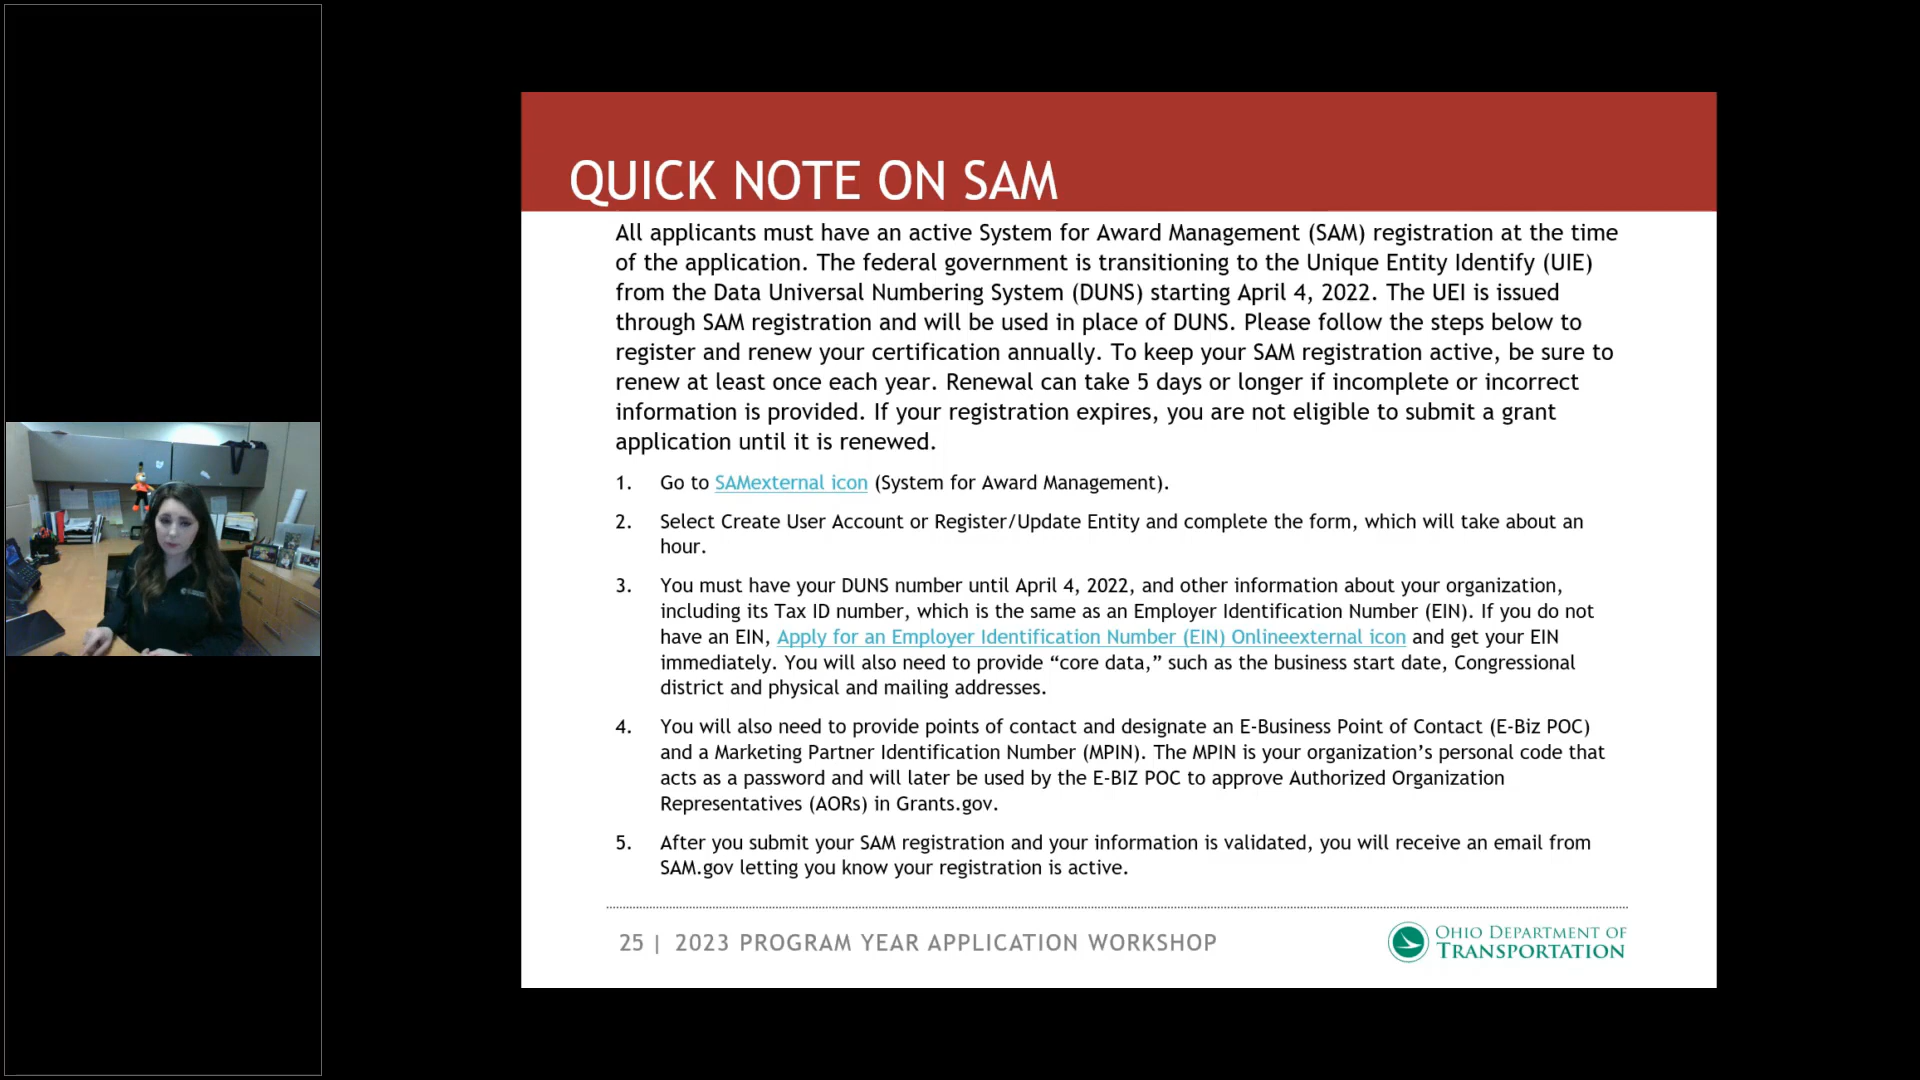 QUICK NOTE ON SAM
All applicants must have an active System for Award Management (SAM) registration at the time
of the application. The federal government is transitioning to the Unique Entity Identify (UIE)
from the Data Universal Numbering System (DUNS) starting April 4, 2022. The UEI is issued
through SAM registration and will be used in place of DUNS. Please follow the steps below to
register and renew your certification annually. To keep your SAM registration active, be sure to
renew at least once each year. Renewal can take 5 days or longer if incomplete or incorrect
information is provided. If your registration expires, you are not eligible to submit a grant
application until it is renewed.
1. Go to SAMexternal icon (System for Award Management).
2. Select Create User Account or Register/Update Entity and complete the form, which will take about an
hour.
3. You must have your DUNS number until April 4, 2022, and other information about your organization,
including its Tax ID number, which is the same as an Employer Identification Number (EIN). If you do not
have an EIN, Apply for an Employer Identification Number (EIN) Onlineexternal icon and get your EIN
immediately. You will also need to provide “core data,” such as the business start date, Congressional
district and physical and mailing addresses.
4. You will also need to provide points of contact and designate an E-Business Point of Contact (E-Biz POC)
and a Marketing Partner Identification Number (MPIN). The MPIN is your organization’s personal code that
acts as a password and will later be used by the E-BIZ POC to approve Authorized Organization
Representatives (AORs) in Grants.gov.
5. After you submit your SAM registration and your information is validated, you will receive an email from
SAM.gov letting you know your registration is active.
25 | 2023 PROGRAM YEAR APPLICATION WORKSHOP
OHIO DEPARTMENT OF
TRANSPORTATION